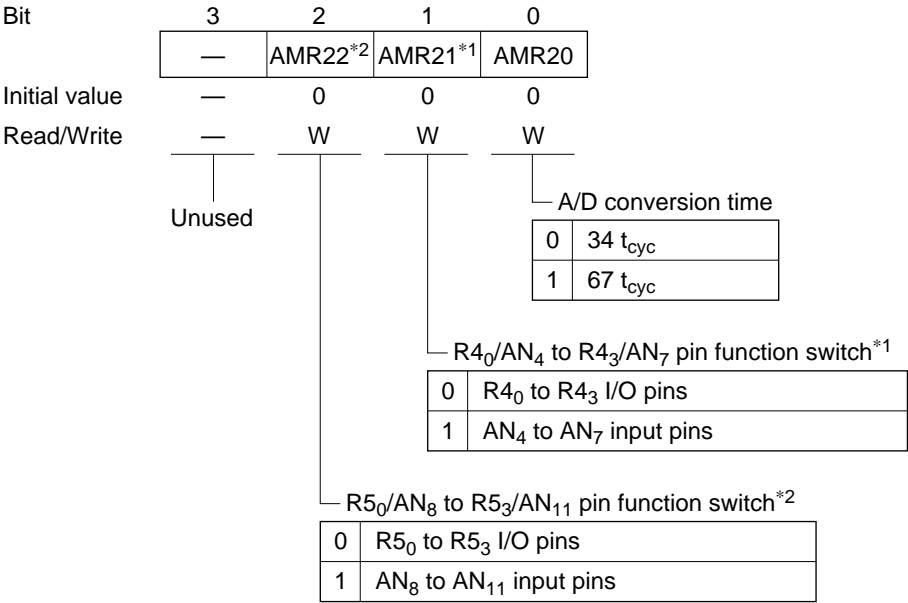 Bit 3 2 1 0
— AMR22*2 AMR21*1 AMR20
Initial value — 0 0 0
Read/Write — W W W
Unused
A/D conversion time
0 34 tcyc
1 67 tcyc
R40/AN4 to R43/AN7 pin function switch*1
0 R40 to R43 I/O pins
1 AN4 to AN7 input pins
R50/AN8 to R53/AN11 pin function switch*2
0 R50 to R53 I/O pins
1 AN8 to AN11 input pins